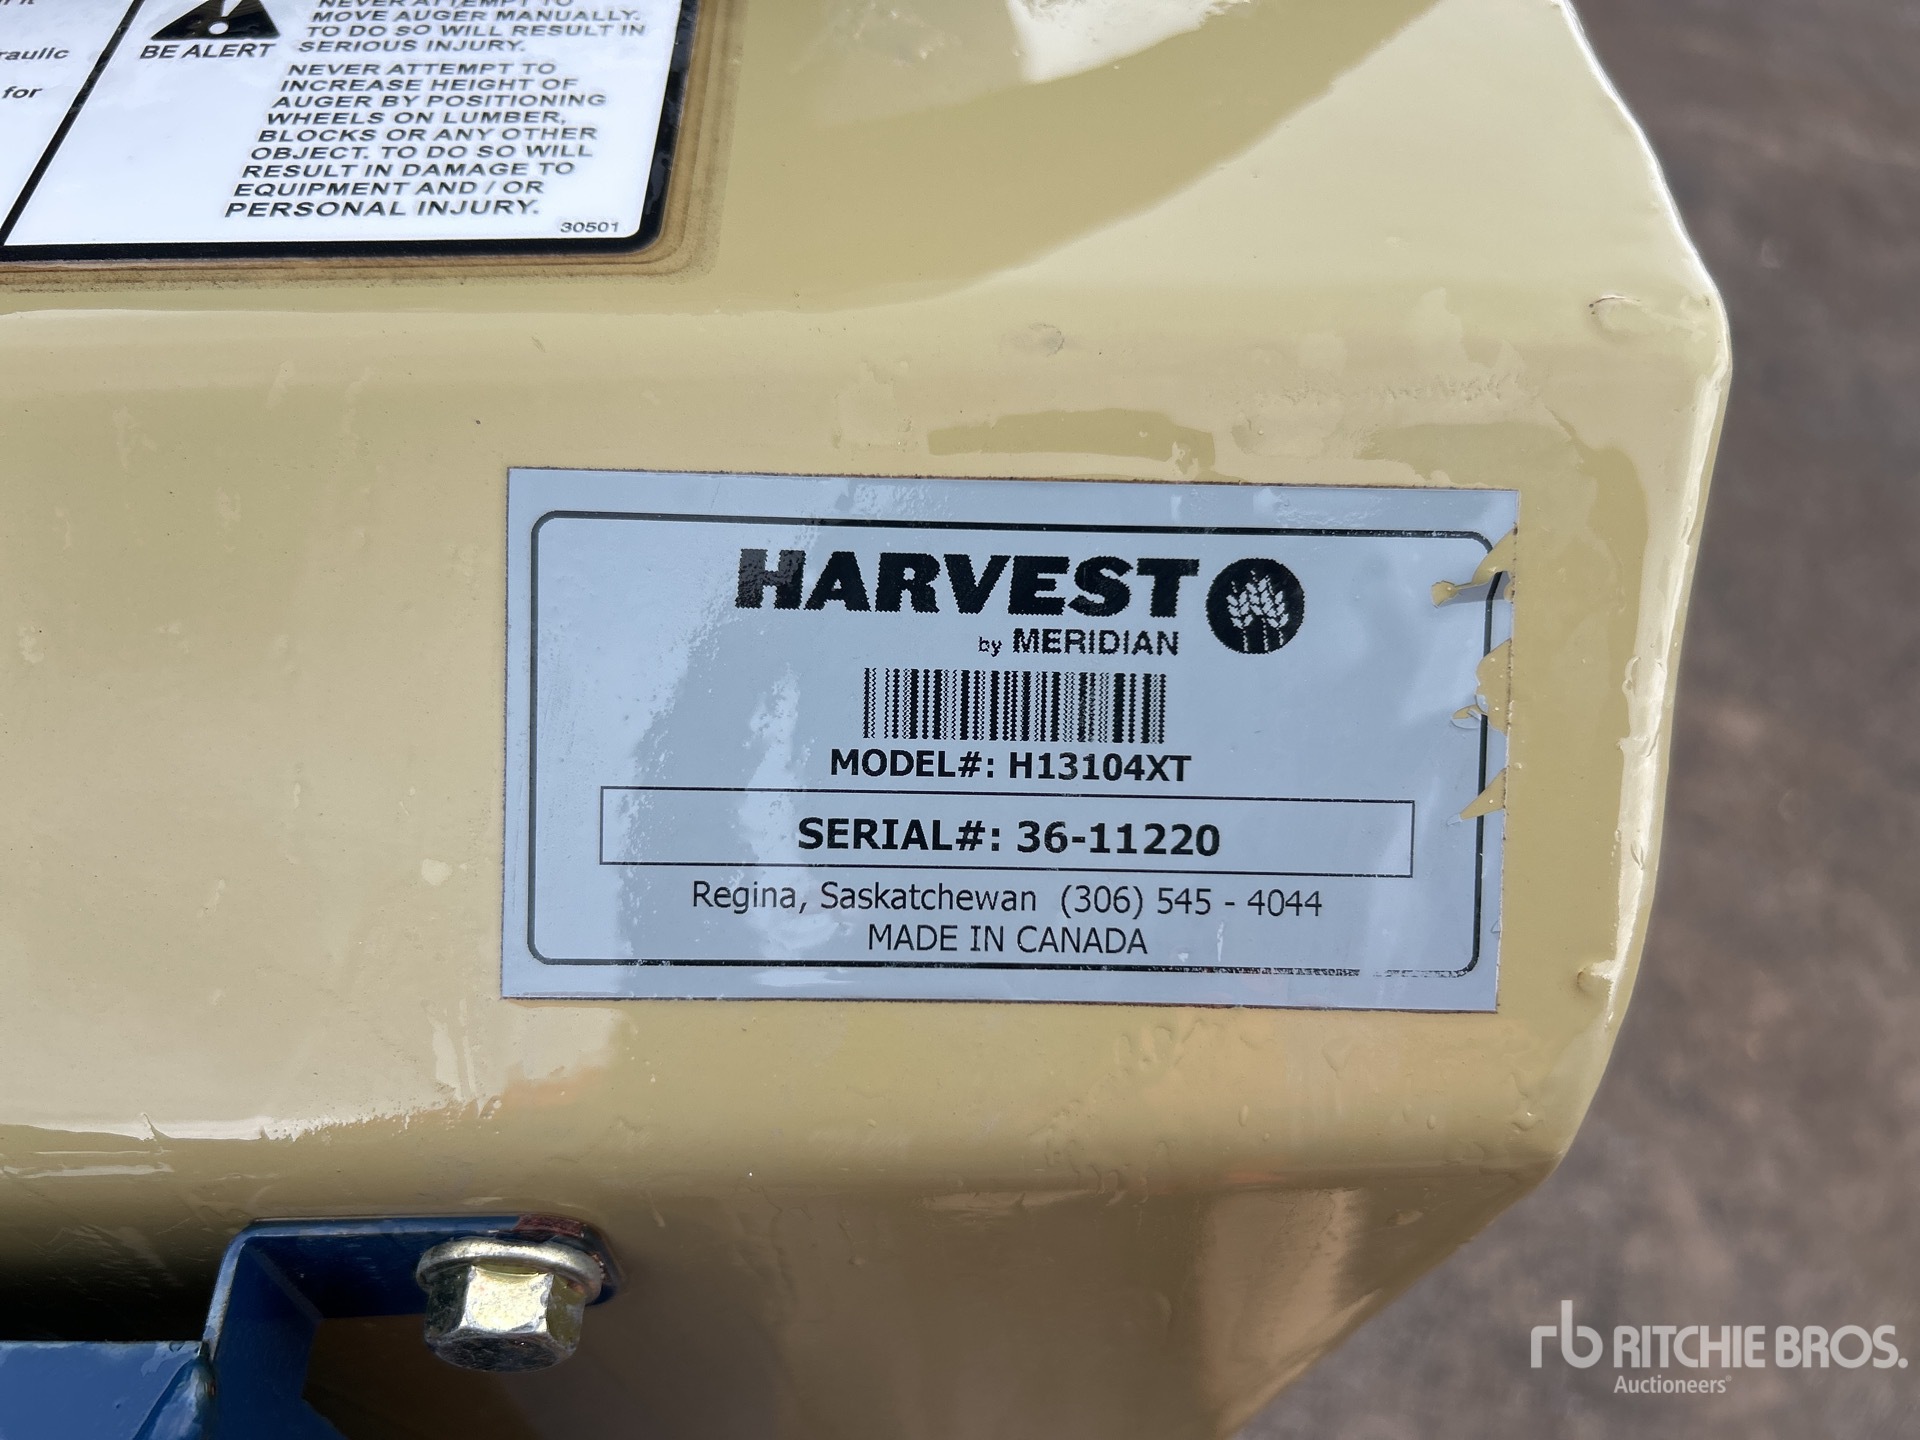 raulic
for
BE ALERT
NEVER ATTEMPT TO
MOVE AUGER MANUALLY.
TO DO SO WILL RESULT IN
SERIOUS INJURY.
NEVER ATTEMPT TO
INCREASE HEIGHT OF
AUGER BY POSITIONING
WHEELS ON LUMBER,
BLOCKS OR ANY OTHER
OBJECT. TO DO SO WILL
RESULT IN DAMAGE TO
EQUIPMENT AND / OR
PERSONAL INJURY.
30501
HARVEST
by MERIDIAN
MODEL#: H13104XT
SERIAL#: 36-11220
Regina, Saskatchewan (306) 545 - 4044
MADE IN CANADA
rb RITCHIE BROS.
Auctioneers